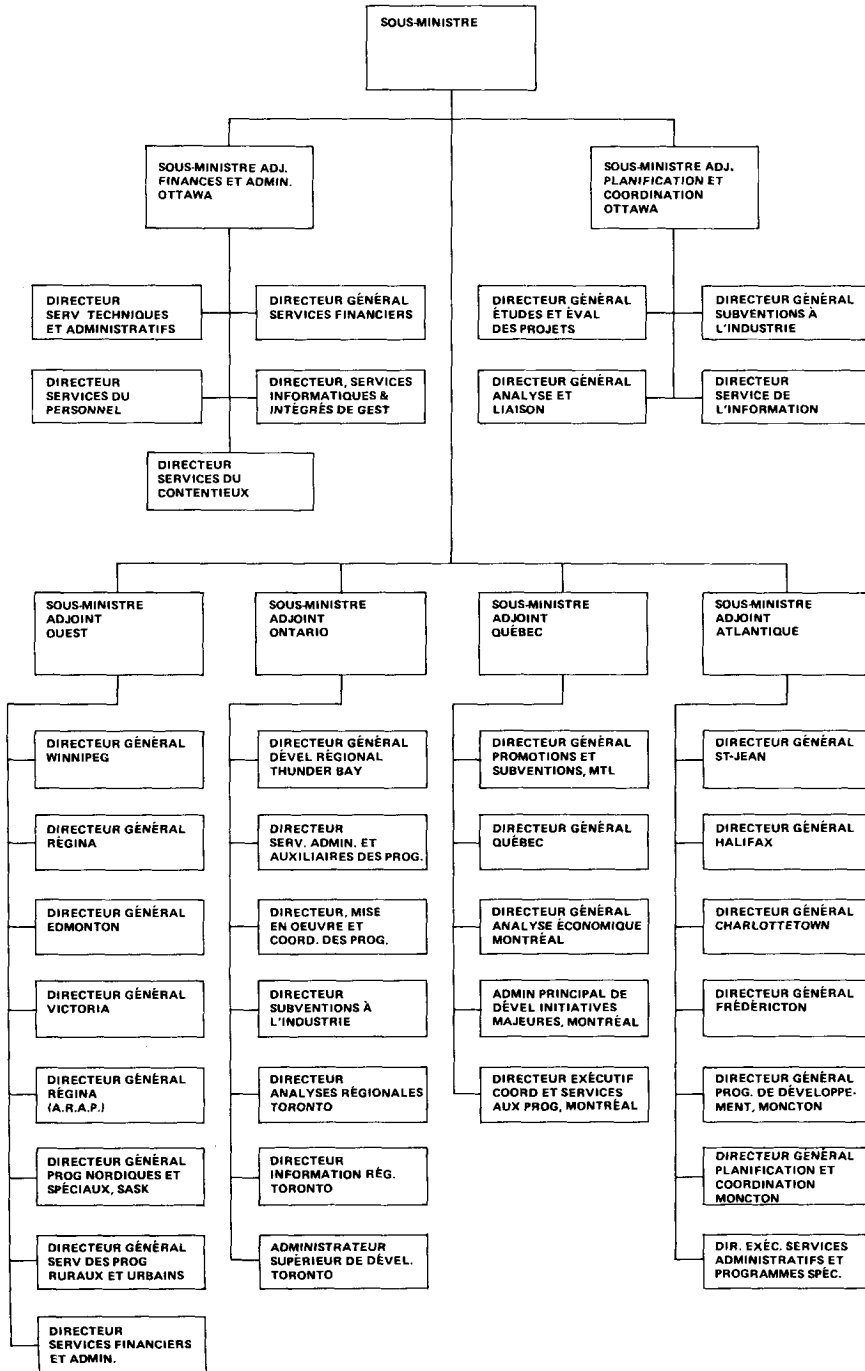 SOUS-MINISTRE
SOUS-MINISTRE ADJ.
FINANCES ET ADMIN.
OTTAWA
SOUS-MINISTRE ADJ.
PLANIFICATION ET
COORDINATION
OTTAWA
DIRECTEUR
SERV TECHNIQUES
ET ADMINISTRATIFS
DIRECTEUR GÉNÉRAL
SERVICES FINANCIERS
DIRECTEUR GÉNÉRAL
ÉTUDES ET ÉVAL
DES PROJETS
DIRECTEUR GÉNÉRAL
SUBVENTIONS À
L'INDUSTRIE
DIRECTEUR
SERVICES DU
PERSONNEL
DIRECTEUR, SERVICES
INFORMATIQUES &
INTÉGRÉS DE GEST
DIRECTEUR GÉNÉRAL
ANALYSE ET
LIAISON
DIRECTEUR
SERVICE DE
L'INFORMATION
DIRECTEUR
SERVICES DU
CONTENTIEUX
SOUS-MINISTRE
ADJOINT
OUEST
SOUS-MINISTRE
ADJOINT
ONTARIO
SOUS-MINISTRE
ADJOINT
QUÉBEC
SOUS-MINISTRE
ADJOINT
ATLANTIQUE
DIRECTEUR GÉNÉRAL
WINNIPEG
DIRECTEUR GÉNÉRAL
DÉVEL RÉGIONAL
THUNDER BAY
DIRECTEUR GÉNÉRAL
PROMOTIONS ET
SUBVENTIONS, MTL
DIRECTEUR GÉNÉRAL
ST-JEAN
DIRECTEUR GÉNÉRAL
RÉGINA
DIRECTEUR
SERV. ADMIN. ET
AUXILIAIRES DES PROG.
DIRECTEUR GÉNÉRAL
QUÉBEC
DIRECTEUR GÉNÉRAL
HALIFAX
DIRECTEUR GÉNÉRAL
EDMONTON
DIRECTEUR, MISE
EN OEUVRE ET
COORD. DES PROG.
DIRECTEUR GÉNÉRAL
ANALYSE ÉCONOMIQUE
MONTRÉAL
DIRECTEUR GÉNÉRAL
CHARLOTTETOWN
DIRECTEUR GÉNÉRAL
VICTORIA
DIRECTEUR
SUBVENTIONS À
L'INDUSTRIE
ADMIN PRINCIPAL DE
DÉVEL INITIATIVES
MAJEURES, MONTRÉAL
DIRECTEUR GÉNÉRAL
FRÉDÉRICTON
DIRECTEUR GÉNÉRAL
RÉGINA
(A.R.A.P.)
DIRECTEUR
ANALYSES RÉGIONALES
TORONTO
DIRECTEUR EXÉCUTIF
COORD ET SERVICES
AUX PROG, MONTRÉAL
DIRECTEUR GÉNÉRAL
PROG. DE DÉVELOPPE-
MENT, MONCTON
DIRECTEUR GÉNÉRAL
PROG NORDIQUES ET
SPÉCIAUX, SASK
DIRECTEUR
INFORMATION RÉG.
TORONTO
DIRECTEUR GÉNÉRAL
PLANIFICATION ET
COORDINATION
MONCTON
DIRECTEUR GÉNÉRAL
SERV DES PROG
RURAUX ET URBAINS
ADMINISTRATEUR
SUPÉRIEUR DE DÉVEL.
TORONTO
DIR. EXÉC. SERVICES
ADMINISTRATIFS ET
PROGRAMMES SPÉC.
DIRECTEUR
SERVICES FINANCIERS
ET ADMIN.